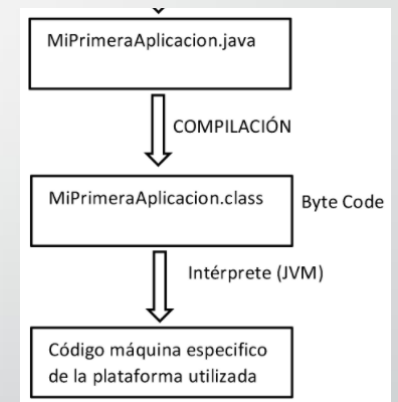 MiPrimeraAplicacion.java
COMPILACIÓN
MiPrimeraAplicacion.class
Byte Code
Intérprete (JVM)
Código máquina especifico
de la plataforma utilizada